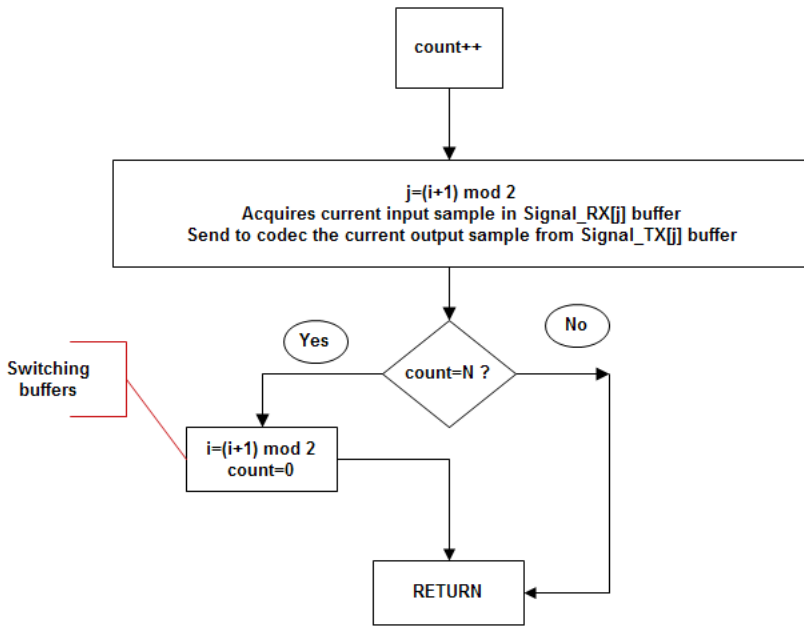 count++
j=(i+1) mod 2
Acquires current input sample in Signal_RX[j] buffer
Send to codec the current output sample from Signal_TX[j] buffer
Yes
No
count=N ?
Switching
buffers
i=(i+1) mod 2
count=0
RETURN